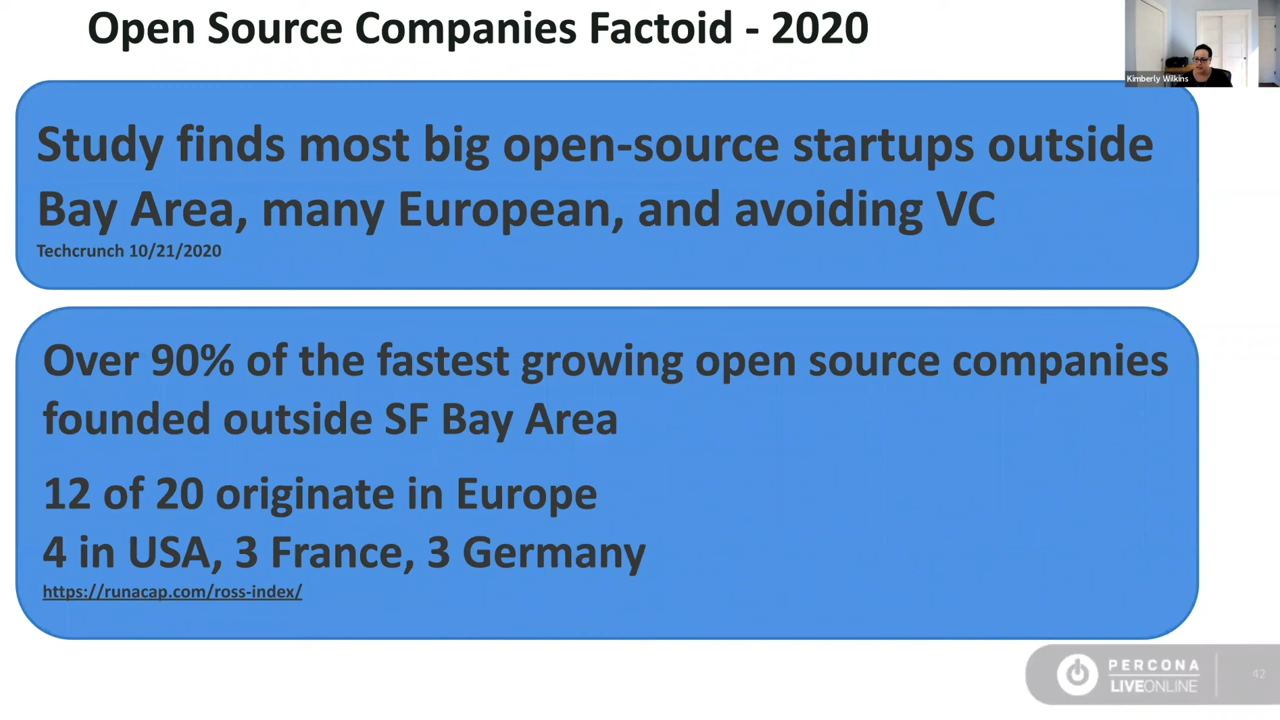 Open Source Companies Factoid - 2020
Kimberly Wilkins
Study finds most big open-source startups outside
Bay Area, many European, and avoiding VC
Techcrunch 10/21/2020
Over 90% of the fastest growing open source companies
founded outside SF Bay Area
12 of 20 originate in Europe
4 in USA, 3 France, 3 Germany
https://runacap.com/ross-index/
PERCONA
LIVEONLINE
42